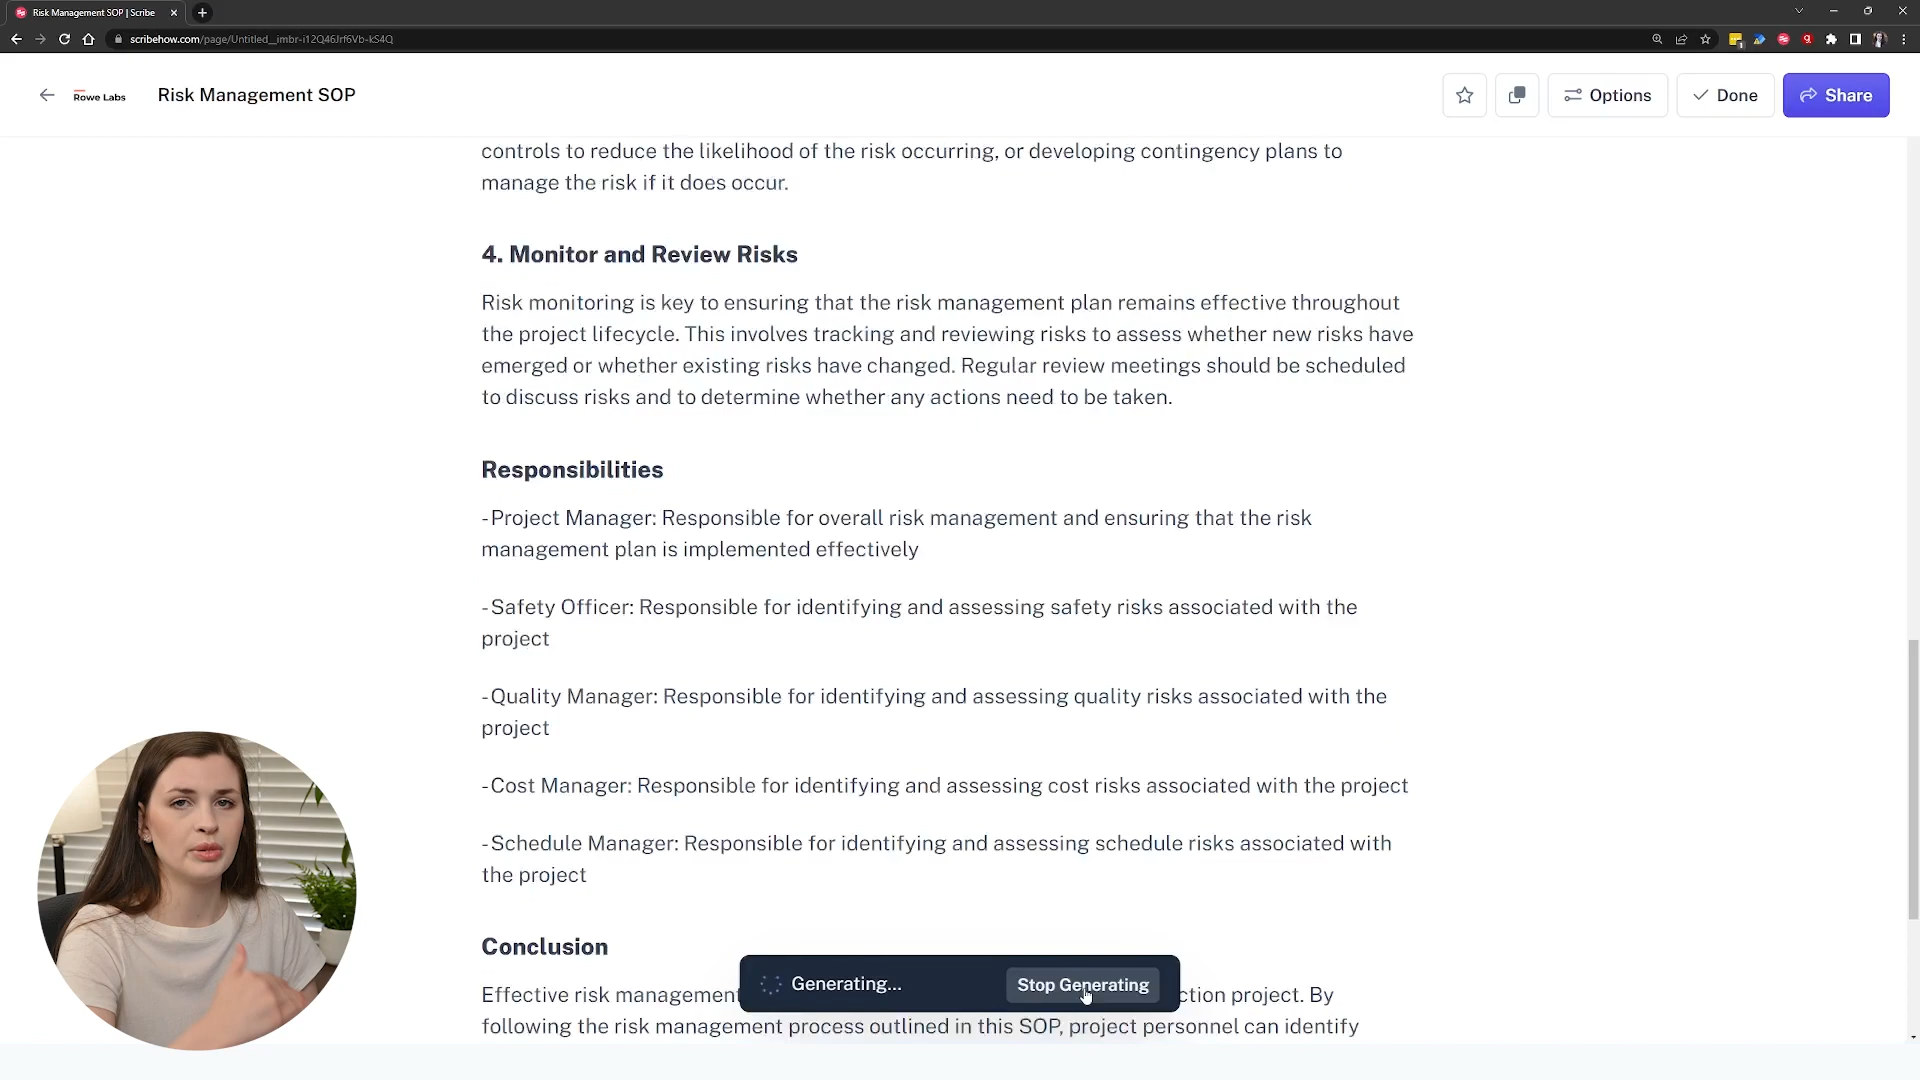 Risk Management SOP | Scribe
scribehow.com/page/Untitled__imbr-i12Q46Jrf6Vb-kS4Q
Rowe Labs
Risk Management SOP
Options
Done
Share
controls to reduce the likelihood of the risk occurring, or developing contingency plans to
manage the risk if it does occur.
4. Monitor and Review Risks
Risk monitoring is key to ensuring that the risk management plan remains effective throughout
the project lifecycle. This involves tracking and reviewing risks to assess whether new risks have
emerged or whether existing risks have changed. Regular review meetings should be scheduled
to discuss risks and to determine whether any actions need to be taken.
Responsibilities
-Project Manager: Responsible for overall risk management and ensuring that the risk
management plan is implemented effectively
-Safety Officer: Responsible for identifying and assessing safety risks associated with the
project
-Quality Manager: Responsible for identifying and assessing quality risks associated with the
project
-Cost Manager: Responsible for identifying and assessing cost risks associated with the project
-Schedule Manager: Responsible for identifying and assessing schedule risks associated with
the project
Conclusion
Generating...
Stop Generating
Effective risk management ction project. By
following the risk management process outlined in this SOP, project personnel can identify